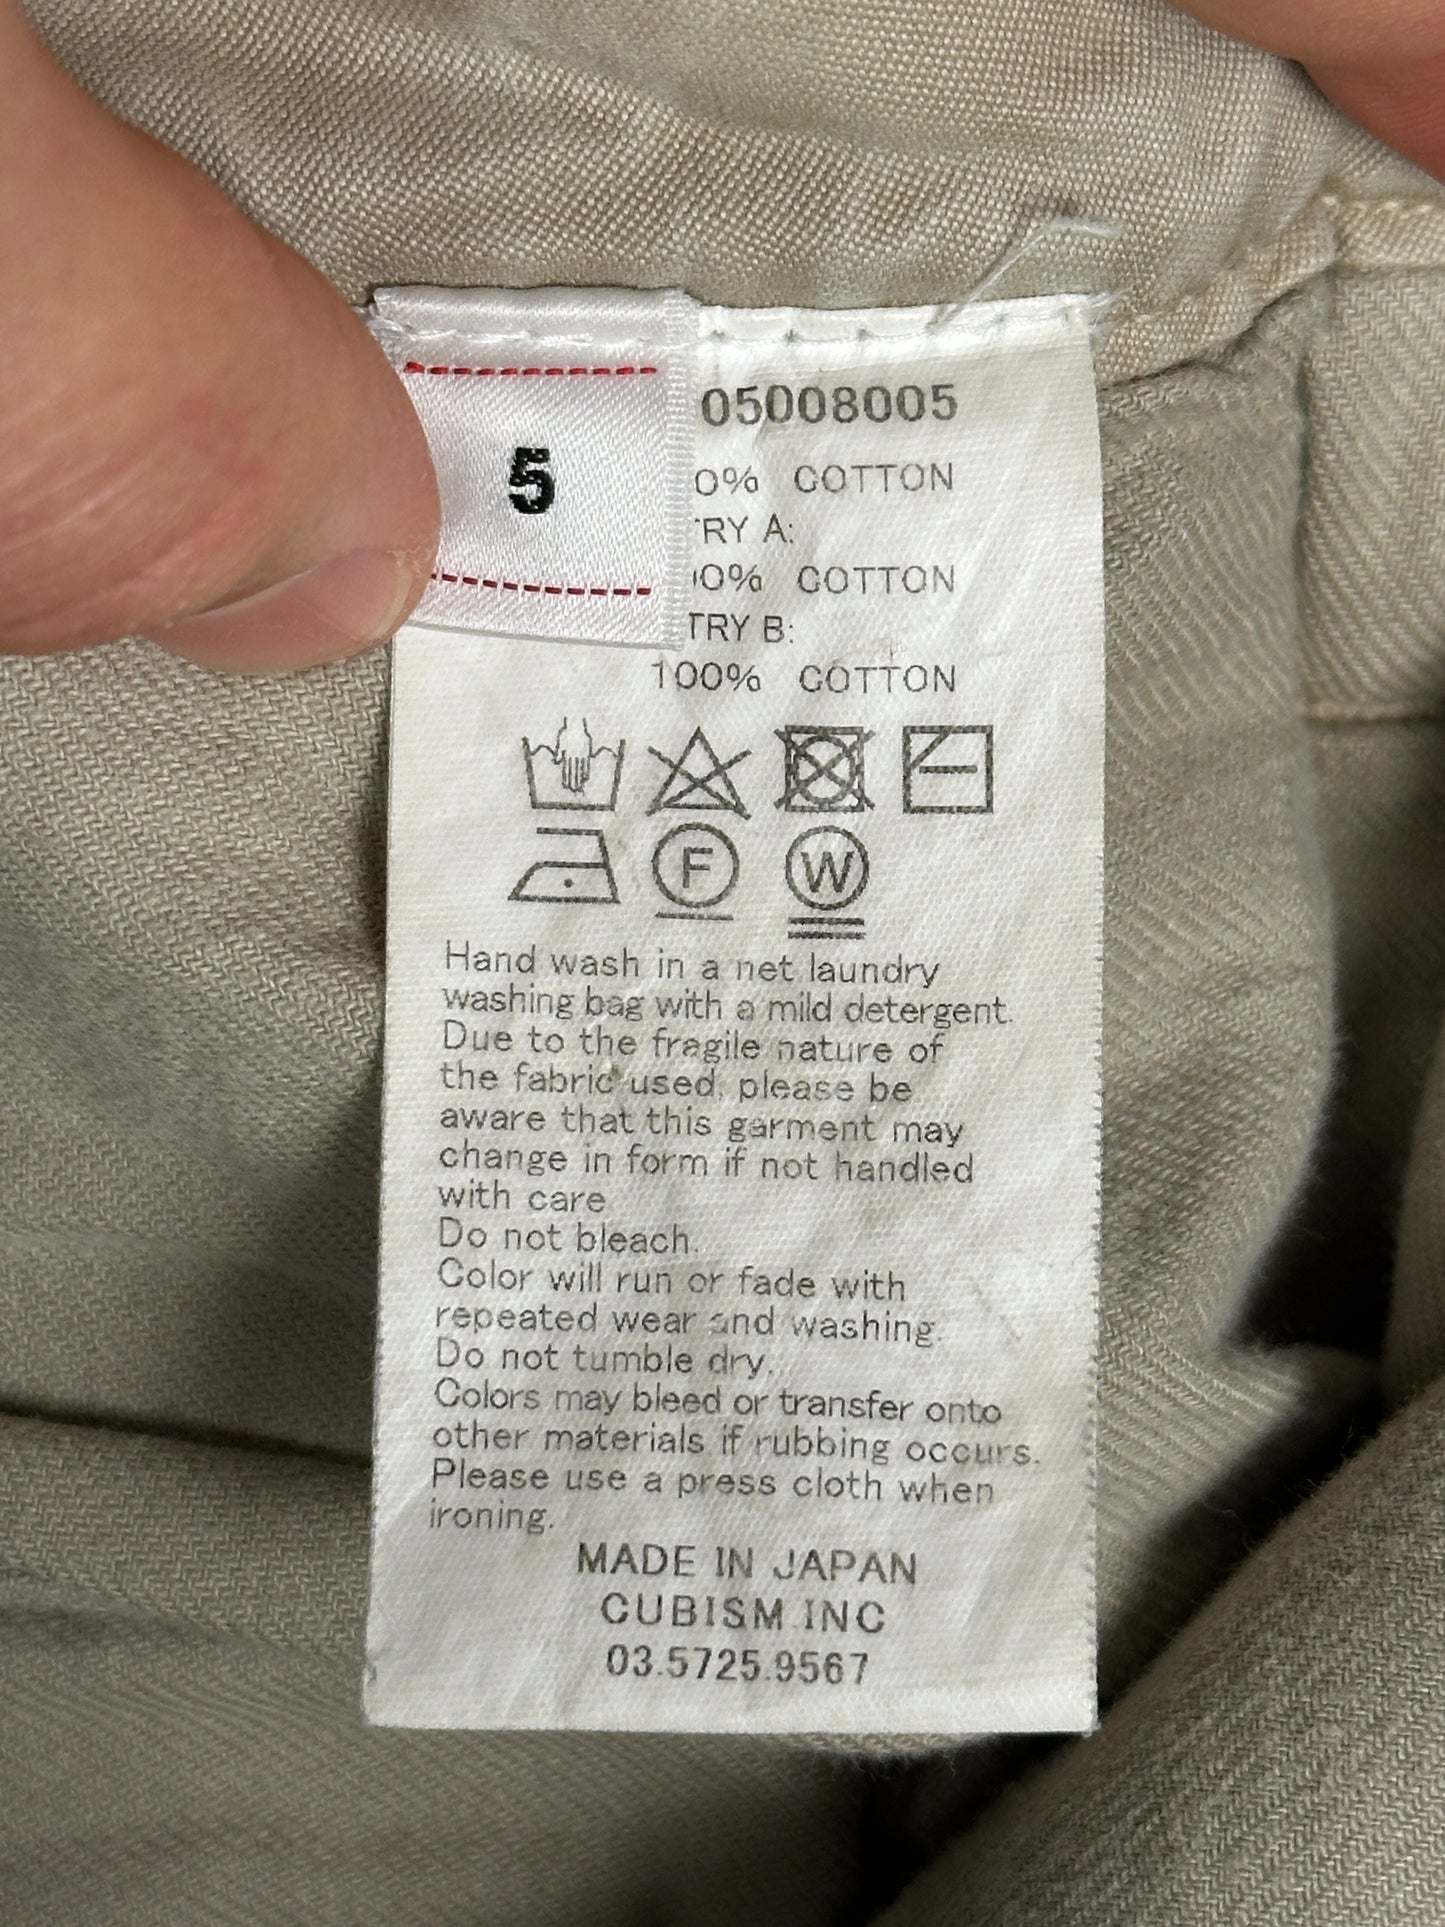 5
05008005
0% COTTON
RY A:
00% COTTON
TRY B:
100% COTTON
F W
Hand wash in a net laundry
washing bag with a mild detergent.
Due to the fragile nature of
the fabric used, please be
aware that this garment may
change in form if not handled
with care
Do not bleach.
Color will run or fade with
repeated wear and washing.
Do not tumble dry.
Colors may bleed or transfer onto
other materials if rubbing occurs.
Please use a press cloth when
ironing.
MADE IN JAPAN
CUBISM INC
03.5725.9567